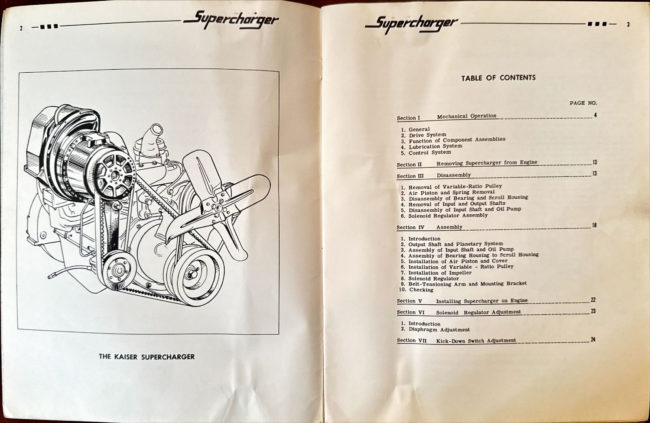 2
Supercharger
THE KAISER SUPERCHARGER
Supercharger
3
TABLE OF CONTENTS
PAGE NO.
Section I Mechanical Operation 4
1. General
2. Drive System
3. Function of Component Assemblies
4. Lubrication System
5. Control System
Section II Removing Supercharger from Engine 12
Section III Disassembly 13
1. Removal of Variable-Ratio Pulley
2. Air Piston and Spring Removal
3. Disassembly of Bearing and Scroll Housing
4. Removal of Input and Output Shafts
5. Disassembly of Input Shaft and Oil Pump
6. Solenoid Regulator Assembly
Section IV Assembly 18
1. Introduction
2. Output Shaft and Planetary System
3. Assembly of Input Shaft and Oil Pump
4. Assembly of Bearing Housing to Scroll Housing
5. Installation of Air Piston and Cover
6. Installation of Variable - Ratio Pulley
7. Installation of Impeller
8. Solenoid Regulator
9. Belt-Tensioning Arm and Mounting Bracket
10. Checking
Section V Installing Supercharger on Engine 22
Section VI Solenoid Regulator Adjustment 23
1. Introduction
2. Diaphragm Adjustment
Section VII Kick-Down Switch Adjustment 24